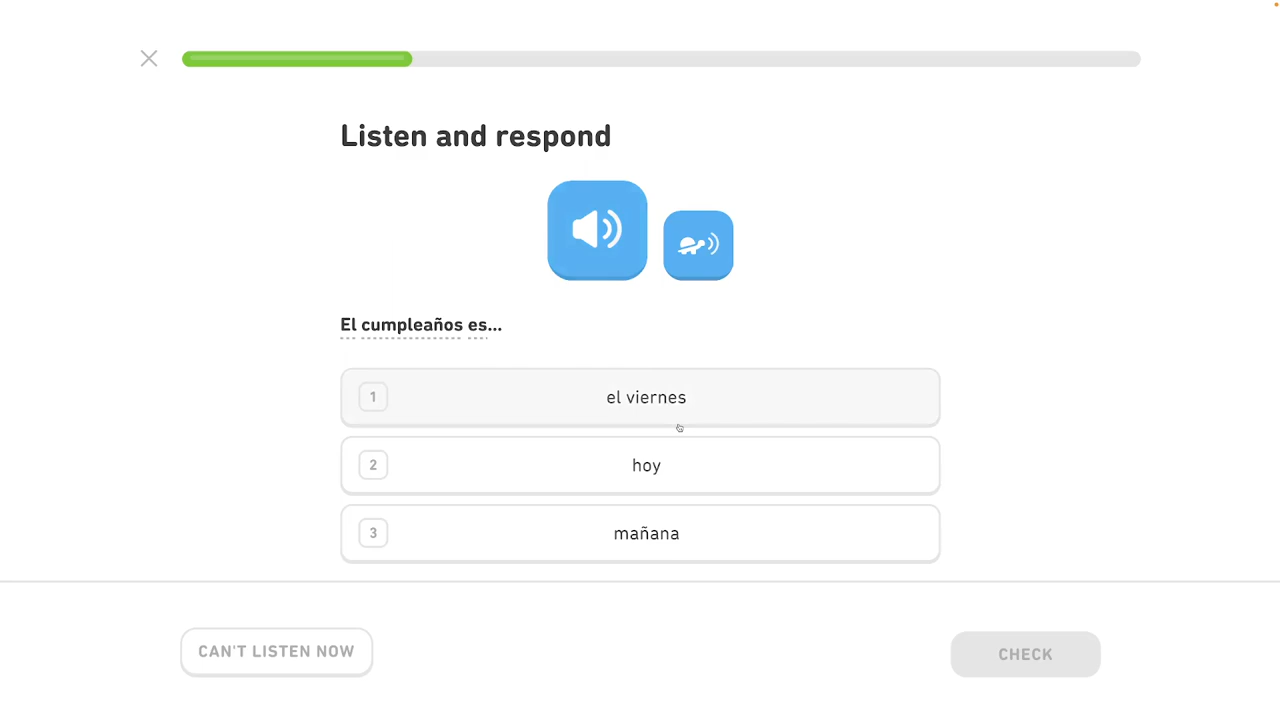 Listen and respond
El cumpleaños es...
1 el viernes
2 hoy
3 mañana
CAN'T LISTEN NOW
CHECK